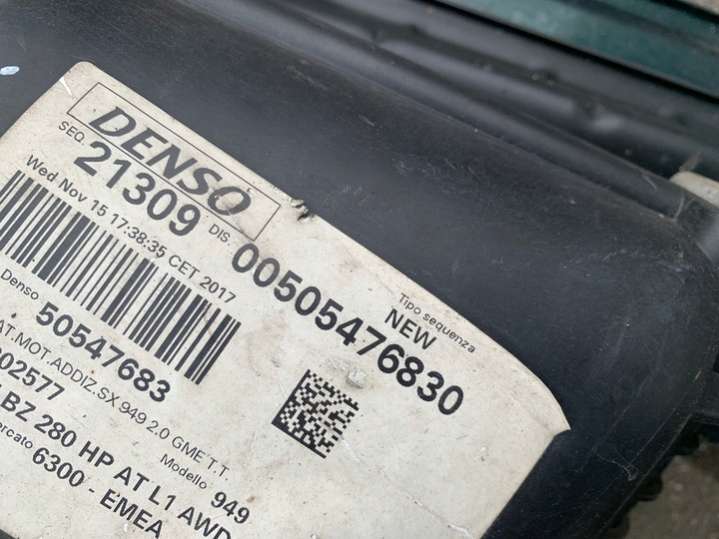 DENSO
SEQ. 21309 DIS. 00505476830
Wed Nov 15 17:38:35 CET 2017
Tipo sequenza
NEW
Denso 50547683
AT.MOT.ADDIZ.SX 949 2.0 GME T.T.
02577
BZ 280 HP AT L1 AWD
Modello 949
ercato 6300 - EMEA